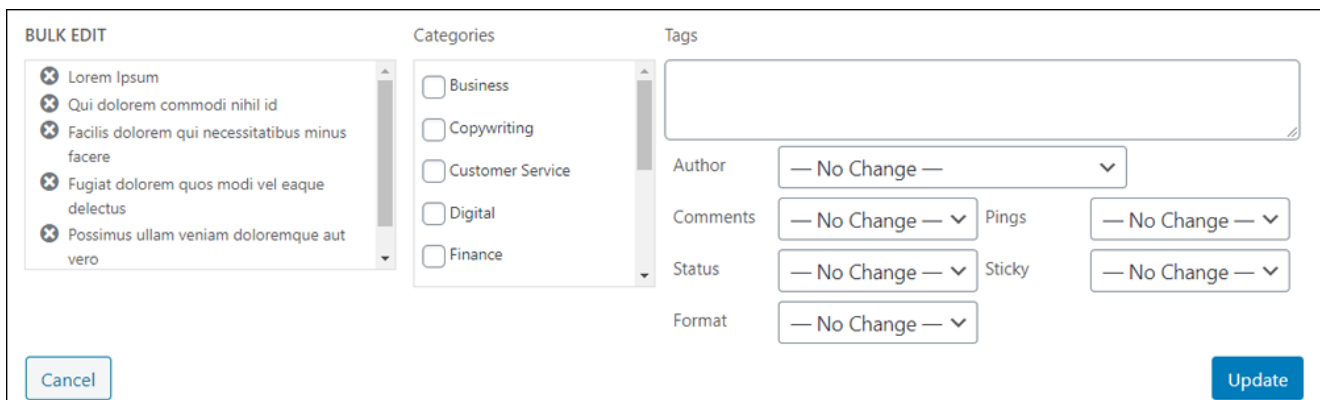 BULK EDIT
Categories
Tags
Lorem Ipsum
Qui dolorem commodi nihil id
Facilis dolorem qui necessitatibus minus
facere
Fugiat dolorem quos modi vel eaque
delectus
Possimus ullam veniam doloremque aut
vero
Business
Copywriting
Customer Service
Digital
Finance
Author
— No Change —
Comments
— No Change —
Pings
— No Change —
Status
— No Change —
Sticky
— No Change —
Format
— No Change —
Cancel
Update